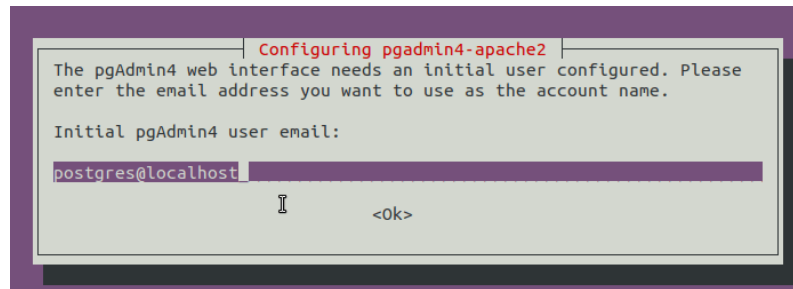 Configuring pgadmin4-apache2
The pgAdmin4 web interface needs an initial user configured. Please
enter the email address you want to use as the account name.
Initial pgAdmin4 user email:
postgres@localhost_
<Ok>